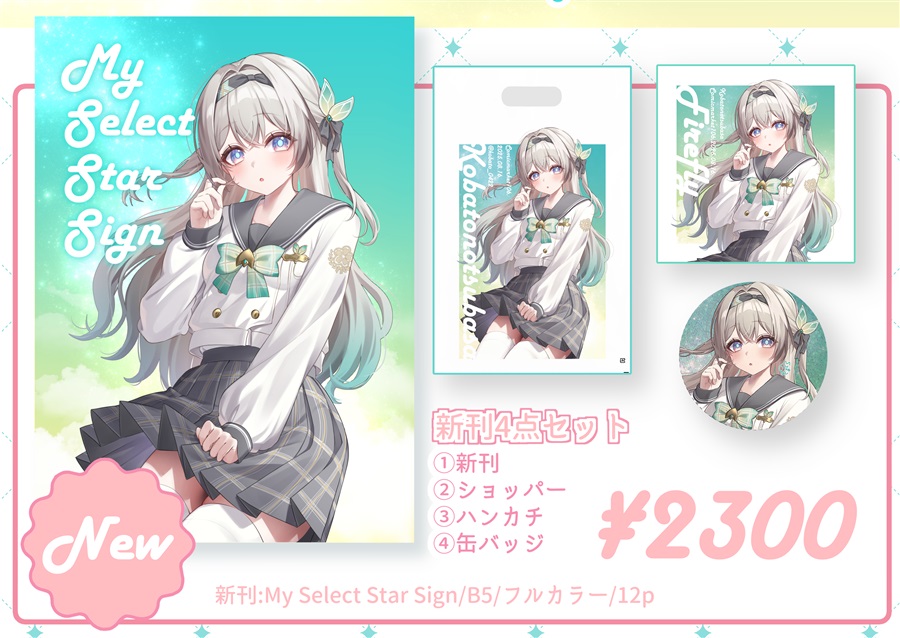 My
Select
Star
Sign
Kobatonotsubasa
Firefly
新刊4点セット
①新刊
②ショッパー
③ハンカチ
④缶バッジ
¥2300
New
新刊:My Select Star Sign/B5/フルカラー/12p